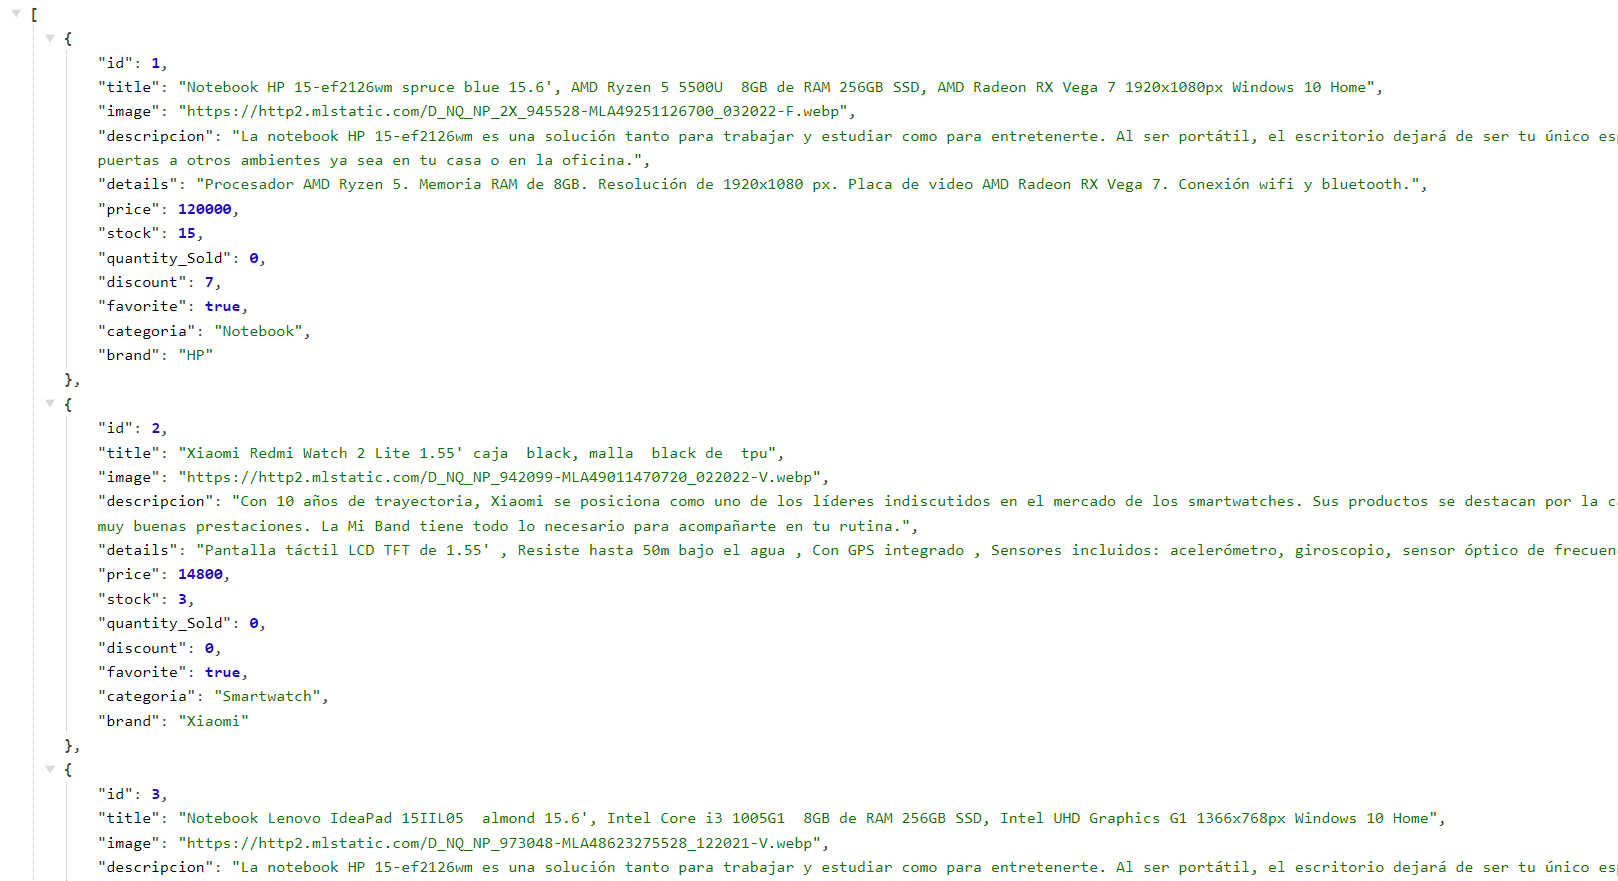 [
{
"id": 1,
"title": "Notebook HP 15-ef2126wm spruce blue 15.6', AMD Ryzen 5 5500U  8GB de RAM 256GB SSD, AMD Radeon RX Vega 7 1920x1080px Windows 10 Home",
"image": "https://http2.mlstatic.com/D_NQ_NP_2X_945528-MLA49251126700_032022-F.webp",
"descripcion": "La notebook HP 15-ef2126wm es una solución tanto para trabajar y estudiar como para entretenerte. Al ser portátil, el escritorio dejará de ser tu único
puertas a otros ambientes ya sea en tu casa o en la oficina.",
"details": "Procesador AMD Ryzen 5. Memoria RAM de 8GB. Resolución de 1920x1080 px. Placa de video AMD Radeon RX Vega 7. Conexión wifi y bluetooth.",
"price": 120000,
"stock": 15,
"quantity_Sold": 0,
"discount": 7,
"favorite": true,
"categoria": "Notebook",
"brand": "HP"
},
{
"id": 2,
"title": "Xiaomi Redmi Watch 2 Lite 1.55' caja  black, malla  black de  tpu",
"image": "https://http2.mlstatic.com/D_NQ_NP_942099-MLA49011470720_022022-V.webp",
"descripcion": "Con 10 años de trayectoria, Xiaomi se posiciona como uno de los líderes indiscutidos en el mercado de los smartwatches. Sus productos se destacan por la
muy buenas prestaciones. La Mi Band tiene todo lo necesario para acompañarte en tu rutina.",
"details": "Pantalla táctil LCD TFT de 1.55' , Resiste hasta 50m bajo el agua , Con GPS integrado , Sensores incluidos: acelerómetro, giroscopio, sensor óptico de
"price": 14800,
"stock": 3,
"quantity_Sold": 0,
"discount": 0,
"favorite": true,
"categoria": "Smartwatch",
"brand": "Xiaomi"
},
{
"id": 3,
"title": "Notebook Lenovo IdeaPad 15IIL05  almond 15.6', Intel Core i3 1005G1  8GB de RAM 256GB SSD, Intel UHD Graphics G1 1366x768px Windows 10 Home",
"image": "https://http2.mlstatic.com/D_NQ_NP_973048-MLA48623275528_122021-V.webp",
"descripcion": "La notebook HP 15-ef2126wm es una solución tanto para trabajar y estudiar como para entretenerte. Al ser portátil, el escritorio dejará de ser tu único